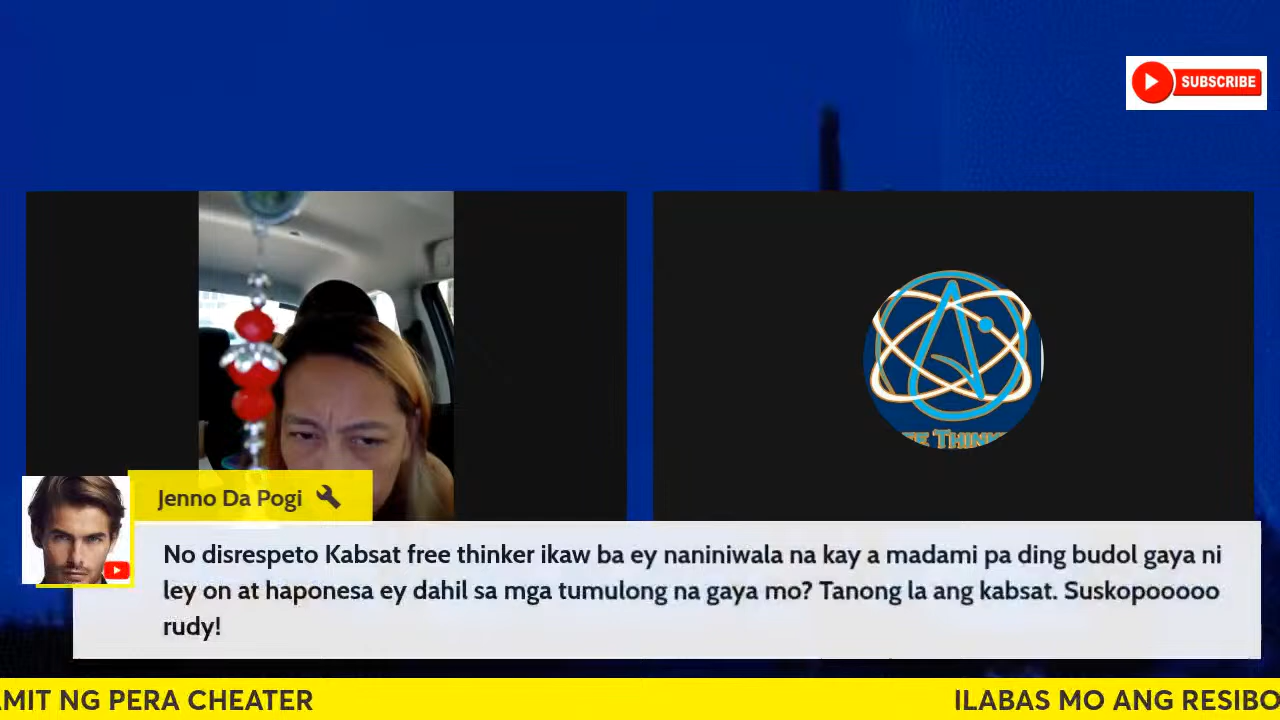 SUBSCRIBE
THINK
Jenno Da Pogi
No disrespeto Kabsat free thinker ikaw ba ey naniniwala na kay a madami pa ding budol gaya ni
ley on at haponesa ey dahil sa mga tumulong na gaya mo? Tanong la ang kabsat. Suskopooooo
rudy!
AMIT NG PERA CHEATER
ILABAS MO ANG RESIBO